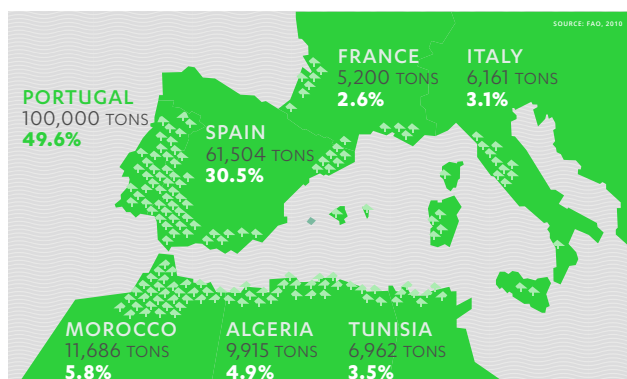 SOURCE: FAO, 2010
PORTUGAL
100,000 TONS
49.6%
SPAIN
61,504 TONS
30.5%
FRANCE
5,200 TONS
2.6%
ITALY
6,161 TONS
3.1%
MOROCCO
11,686 TONS
5.8%
ALGERIA
9,915 TONS
4.9%
TUNISIA
6,962 TONS
3.5%